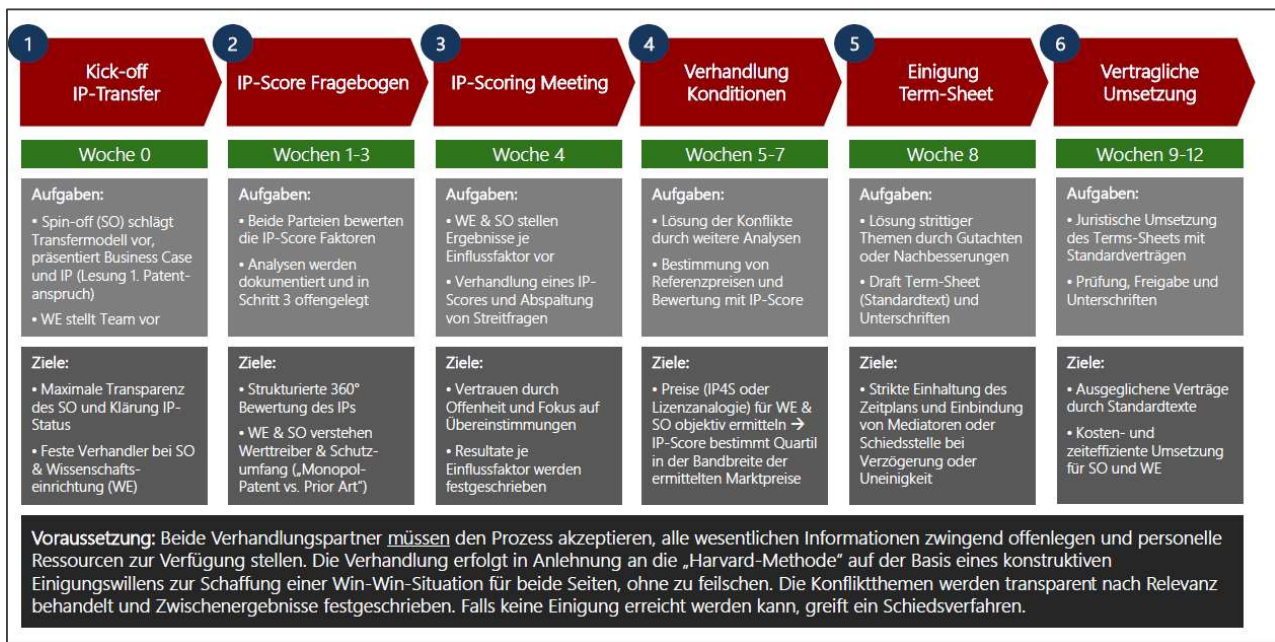 1
Kick-off
IP-Transfer
2
IP-Score Fragebogen
3
IP-Scoring Meeting
4
Verhandlung
Konditionen
5
Einigung
Term-Sheet
6
Vertragliche
Umsetzung
Woche 0
Wochen 1-3
Woche 4
Wochen 5-7
Woche 8
Wochen 9-12
Aufgaben:
• Spin-off (SO) schlägt
Transfermodell vor,
präsentiert Business Case
und IP (Lesung 1. Patent-
anspruch)
• WE stellt Team vor
Aufgaben:
• Beide Parteien bewerten
die IP-Score Faktoren
• Analysen werden
dokumentiert und in
Schritt 3 offengelegt
Aufgaben:
• WE & SO stellen
Ergebnisse je
Einflussfaktor vor
• Verhandlung eines IP-
Scores und Abspaltung
von Streitfragen
Aufgaben:
• Lösung der Konflikte
durch weitere Analysen
• Bestimmung von
Referenzpreisen und
Bewertung mit IP-Score
Aufgaben:
• Lösung strittiger
Themen durch Gutachten
oder Nachbesserungen
• Draft Term-Sheet
(Standardtext) und
Unterschriften
Aufgaben:
• Juristische Umsetzung
des Terms-Sheets mit
Standardverträgen
• Prüfung, Freigabe und
Unterschriften
Ziele:
• Maximale Transparenz
des SO und Klärung IP-
Status
• Feste Verhandler bei SO
& Wissenschafts-
einrichtung (WE)
Ziele:
• Strukturierte 360°
Bewertung des IPs
• WE & SO verstehen
Werttreiber & Schutz-
umfang („Monopol-
Patent vs. Prior Art“)
Ziele:
• Vertrauen durch
Offenheit und Fokus auf
Übereinstimmungen
• Resultate je
Einflussfaktor werden
festgeschrieben
Ziele:
• Preise (IP4S oder
Lizenzanalogie) für WE &
SO objektiv ermitteln →
IP-Score bestimmt Quartil
in der Bandbreite der
ermittelten Marktpreise
Ziele:
• Strikte Einhaltung des
Zeitplans und Einbindung
von Mediatoren oder
Schiedsstelle bei
Verzögerung oder
Uneinigkeit
Ziele:
• Ausgeglichene Verträge
durch Standardtexte
• Kosten- und
zeiteffiziente Umsetzung
für SO und WE
Voraussetzung: Beide Verhandlungspartner müssen den Prozess akzeptieren, alle wesentlichen Informationen zwingend offenlegen und personelle
Ressourcen zur Verfügung stellen. Die Verhandlung erfolgt in Anlehnung an die „Harvard-Methode“ auf der Basis eines konstruktiven
Einigungswillens zur Schaffung einer Win-Win-Situation für beide Seiten, ohne zu feilschen. Die Konfliktthemen werden transparent nach Relevanz
behandelt und Zwischenergebnisse festgeschrieben. Falls keine Einigung erreicht werden kann, greift ein Schiedsverfahren.